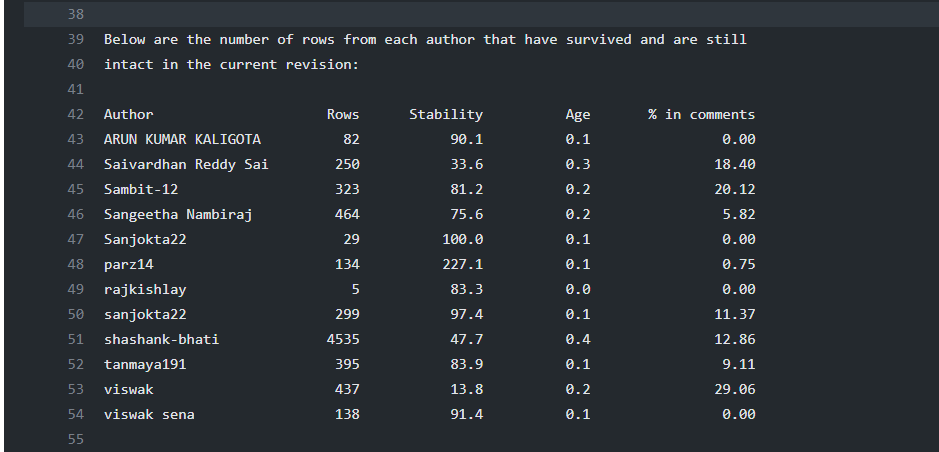 38
39 Below are the number of rows from each author that have survived and are still
40 intact in the current revision:
41
42 Author Rows Stability Age % in comments
43 ARUN KUMAR KALIGOTA 82 90.1 0.1 0.00
44 Saivardhan Reddy Sai 250 33.6 0.3 18.40
45 Sambit-12 323 81.2 0.2 20.12
46 Sangeetha Nambiraj 464 75.6 0.2 5.82
47 Sanjokta22 29 100.0 0.1 0.00
48 parz14 134 227.1 0.1 0.75
49 rajkishlay 5 83.3 0.0 0.00
50 sanjokta22 299 97.4 0.1 11.37
51 shashank-bhati 4535 47.7 0.4 12.86
52 tanmaya191 395 83.9 0.1 9.11
53 viswak 437 13.8 0.2 29.06
54 viswak sena 138 91.4 0.1 0.00
55